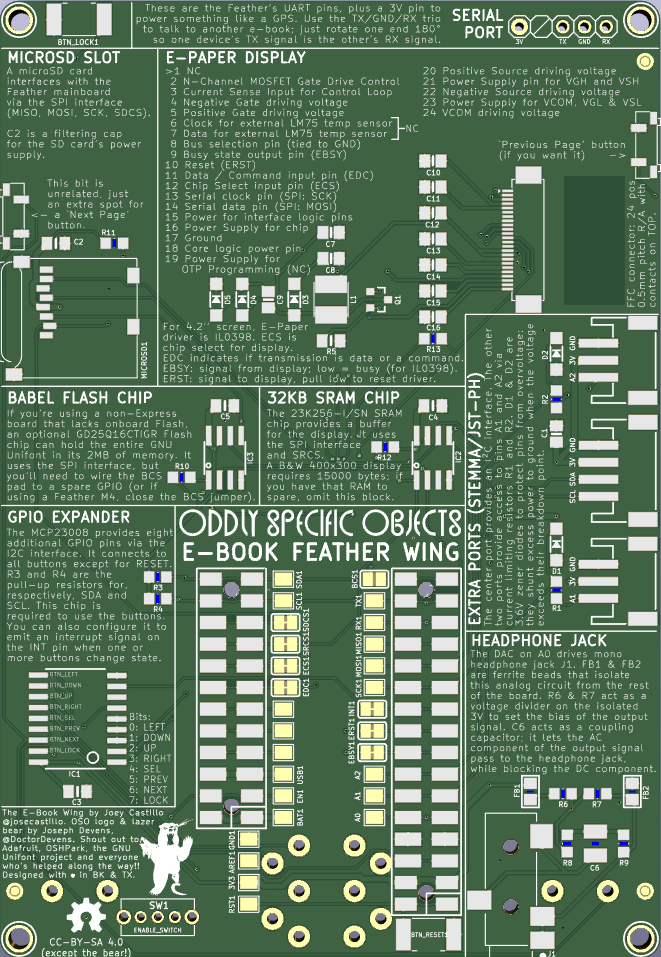 BTN_LOCK1
These are the Feather's UART pins, plus a 3V pin to
power something like a GPS. Use the TX/GND/RX trio
to talk to another e-book; just rotate one end 180°
so one device's TX signal is the other's RX signal.
SERIAL
PORT
3V TX GND RX
MICROSD SLOT
A microSD card
interfaces with the
Feather mainboard
via the SPI interface
(MISO, MOSI, SCK, SDCS).
C2 is a filtering cap
for the SD card's power
supply.
This bit is
unrelated, just
an extra spot for
<- a 'Next Page'
button.
C2
R11
MICROSD1
E-PAPER DISPLAY
>1 NC
2 N-Channel MOSFET Gate Drive Control
3 Current Sense Input for Control Loop
4 Negative Gate driving voltage
5 Positive Gate driving voltage
6 Clock for external LM75 temp sensor
7 Data for external LM75 temp sensor
NC
8 Bus selection pin (tied to GND)
9 Busy state output pin (EBSY)
10 Reset (ERST)
11 Data / Command input pin (EDC)
12 Chip Select input pin (ECS)
13 Serial clock pin (SPI: SCK)
14 Serial data pin (SPI: MOSI)
15 Power for interface logic pins
16 Power Supply for chip
17 Ground
18 Core logic power pin
19 Power Supply for
OTP Programming (NC)
20 Positive Source driving voltage
21 Power Supply pin for VGH and VSH
22 Negative Source driving voltage
23 Power Supply for VCOM, VGL & VSL
24 VCOM driving voltage
'Previous Page' button
(if you want it) ->
FFC connector: 24 pos
0.5mm pitch R/A with
contacts on TOP.
C10
C11
C12
C13
C14
C15
C16
R13
C7
C8
D5
D4
C9
D3
L1
Q1
R5
For 4.2" screen, E-Paper
driver is IL0398. ECS is
chip select for display.
EDC indicates if transmission is data or a command.
EBSY: signal from display; low = busy (for IL0398).
ERST: signal to display, pull low to reset driver.
BABEL FLASH CHIP
If you're using a non-Express
board that lacks onboard Flash,
an optional GD25Q16CTIGR Flash
chip can hold the entire GNU
Unifont in its 2MB of memory. It
uses the SPI interface, but
you'll need to wire the BCS
pad to a spare GPIO (or if
using a Feather M4, close the BCS jumper).
C5
IC3
R10
32KB SRAM CHIP
The 23K256-I/SN SRAM
chip provides a buffer
for the display. It uses
the SPI interface
and SRCS.
A B&W 400x300 display
requires 15000 bytes; if
you have that RAM to
spare, omit this block.
C4
R12
IC2
EXTRA PORTS (STEMMA/JST-PH)
The center port provides an I2C interface. The other
two ports provide access to pins A1 and A2 via
current limiting resistors R1 and R2. D1 & D2 are
3.6V zener diodes to protect pins from overvoltage;
they shunt excess power to ground when the voltage
exceeds their breakdown point.
D2
R2
C1
D1
R1
A2 3V GND
SCL SDA 3V GND
A1 3V GND
GPIO EXPANDER
The MCP23008 provides eight
additional GPIO pins via the
I2C interface. It connects to
all buttons except for RESET.
R3 and R4 are the
pull-up resistors for,
respectively, SDA and
SCL. This chip is
required to use the buttons.
You can also configure it to
emit an interrupt signal on
the INT pin when one or
more buttons change state.
R3
R4
BTN_LEFT
BTN_DOWN
BTN_UP
BTN_RIGHT
BTN_SEL
BTN_PREV
BTN_NEXT
BTN_LOCK
IC1
C3
Bits:
0: LEFT
1: DOWN
2: UP
3: RIGHT
4: SEL
5: PREV
6: NEXT
7: LOCK
ODDLY SPECIFIC OBJECTS
E-BOOK FEATHER WING
SDA1
SCL1
SDCS1
SRCS1
ECS1
EDC1
USB1
EN1
BAT1
BCS1
TX1
RX1
MISO1
MOSI1
SCK1
INT1
ERST1
EBSY1
A2
A1
A0
GND1
AREF1
3V3
RST1
HEADPHONE JACK
The DAC on A0 drives mono
headphone jack J1. FB1 & FB2
are ferrite beads that isolate
this analog circuit from the rest
of the board. R6 & R7 act as a
voltage divider on the isolated
3V to set the bias of the output
signal. C6 acts as a coupling
capacitor; it lets the AC
component of the output signal
pass to the headphone jack,
while blocking the DC component.
FB1
R6
R7
FB2
R8
C6
R9
J1
The E-Book Wing by Joey Castillo
@josecastillo. OSO logo & lazer
bear by Joseph Devens,
@DoctorDevens. Shout out to
Adafruit, OSHPark, the GNU
Unifont project and everyone
who's helped along the way!!
Designed with ♥ in BK & TX.
SW1
ENABLE_SWITCH
BTN_RESET1
CC-BY-SA 4.0
(except the bear!)